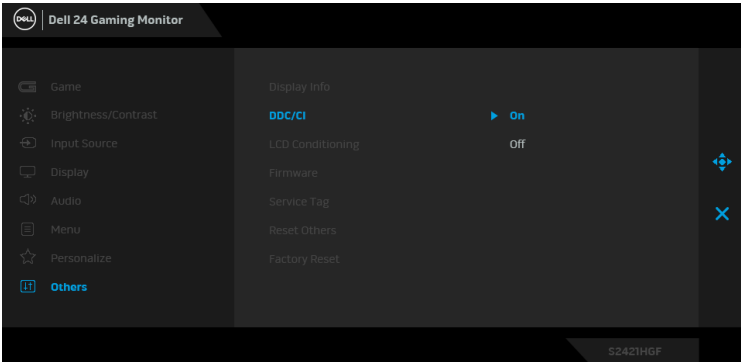 DELL Dell 24 Gaming Monitor
Game
Brightness/Contrast
Input Source
Display
Audio
Menu
Personalize
Others
Display Info
DDC/CI On
LCD Conditioning Off
Firmware
Service Tag
Reset Others
Factory Reset
S2421HGF